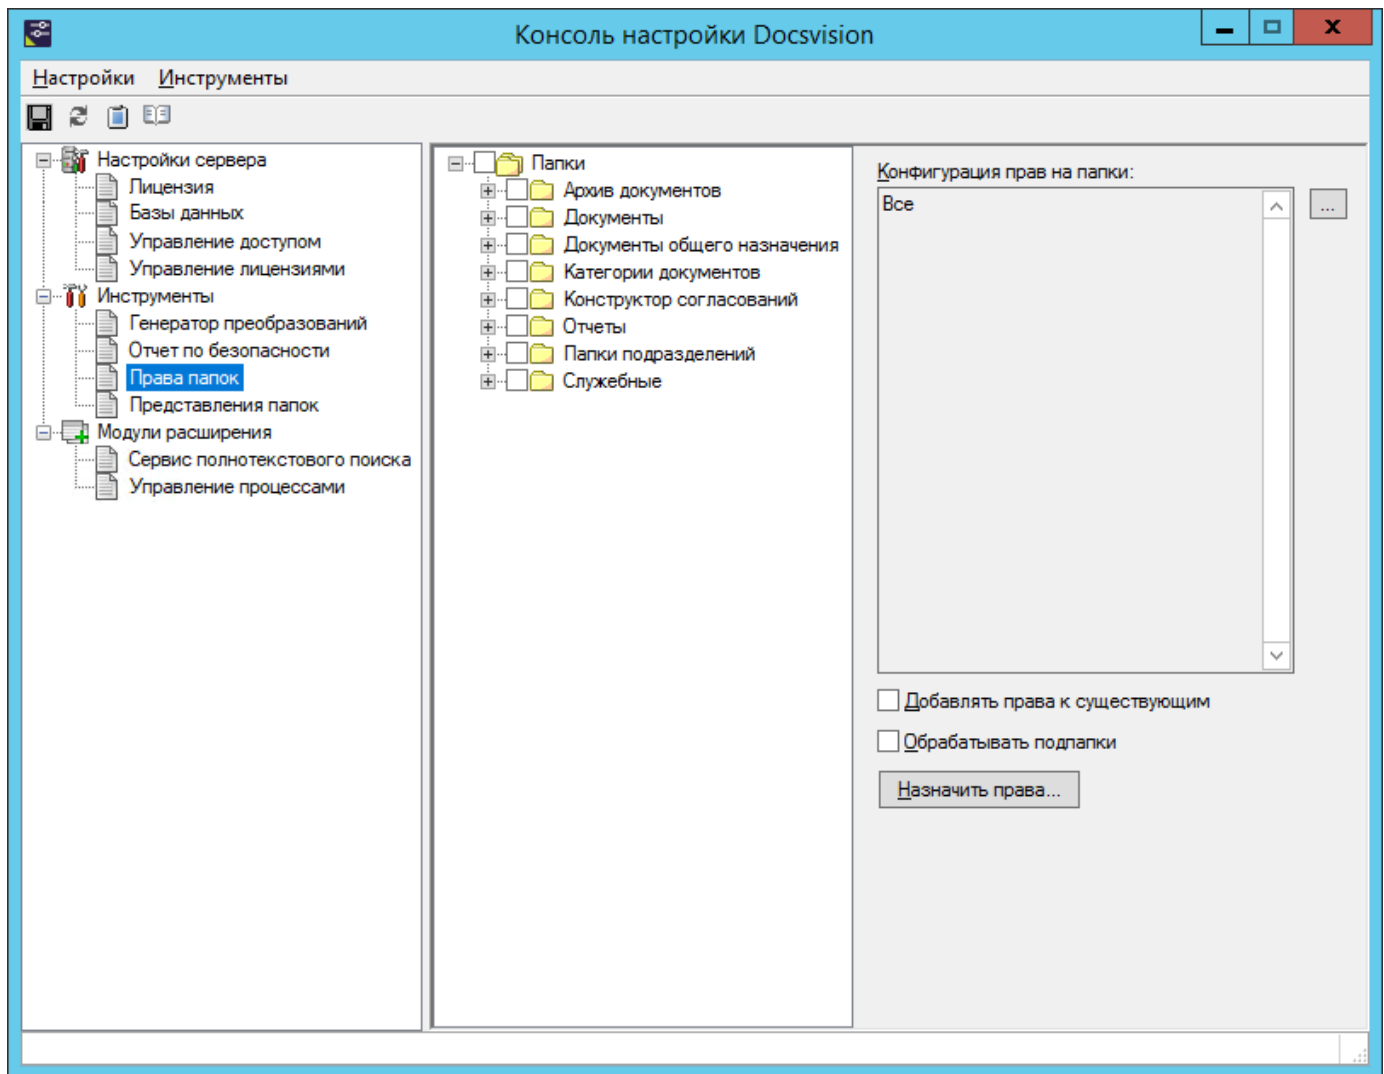 Консоль настройки Docsvision
Настройки Инструменты
Настройки сервера
Лицензия
Базы данных
Управление доступом
Управление лицензиями
Инструменты
Генератор преобразований
Отчет по безопасности
Права папок
Представления папок
Модули расширения
Сервис полнотекстового поиска
Управление процессами
Папки
Архив документов
Документы
Документы общего назначения
Категории документов
Конструктор согласований
Отчеты
Папки подразделений
Служебные
Конфигурация прав на папки:
Все
...
Добавлять права к существующим
Обрабатывать подпапки
Назначить права...